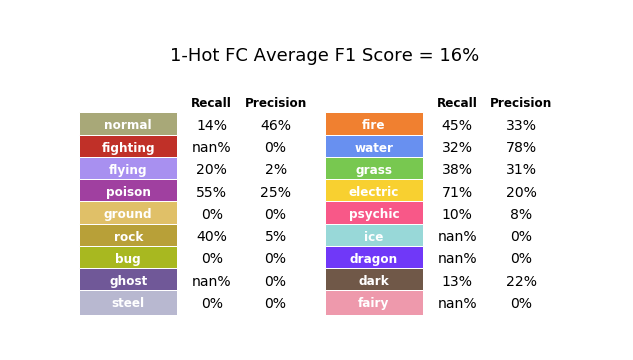 1-Hot FC Average F1 Score = 16%
Recall Precision Recall Precision
normal 14% 46% fire 45% 33%
fighting nan% 0% water 32% 78%
flying 20% 2% grass 38% 31%
poison 55% 25% electric 71% 20%
ground 0% 0% psychic 10% 8%
rock 40% 5% ice nan% 0%
bug 0% 0% dragon nan% 0%
ghost nan% 0% dark 13% 22%
steel 0% 0% fairy nan% 0%